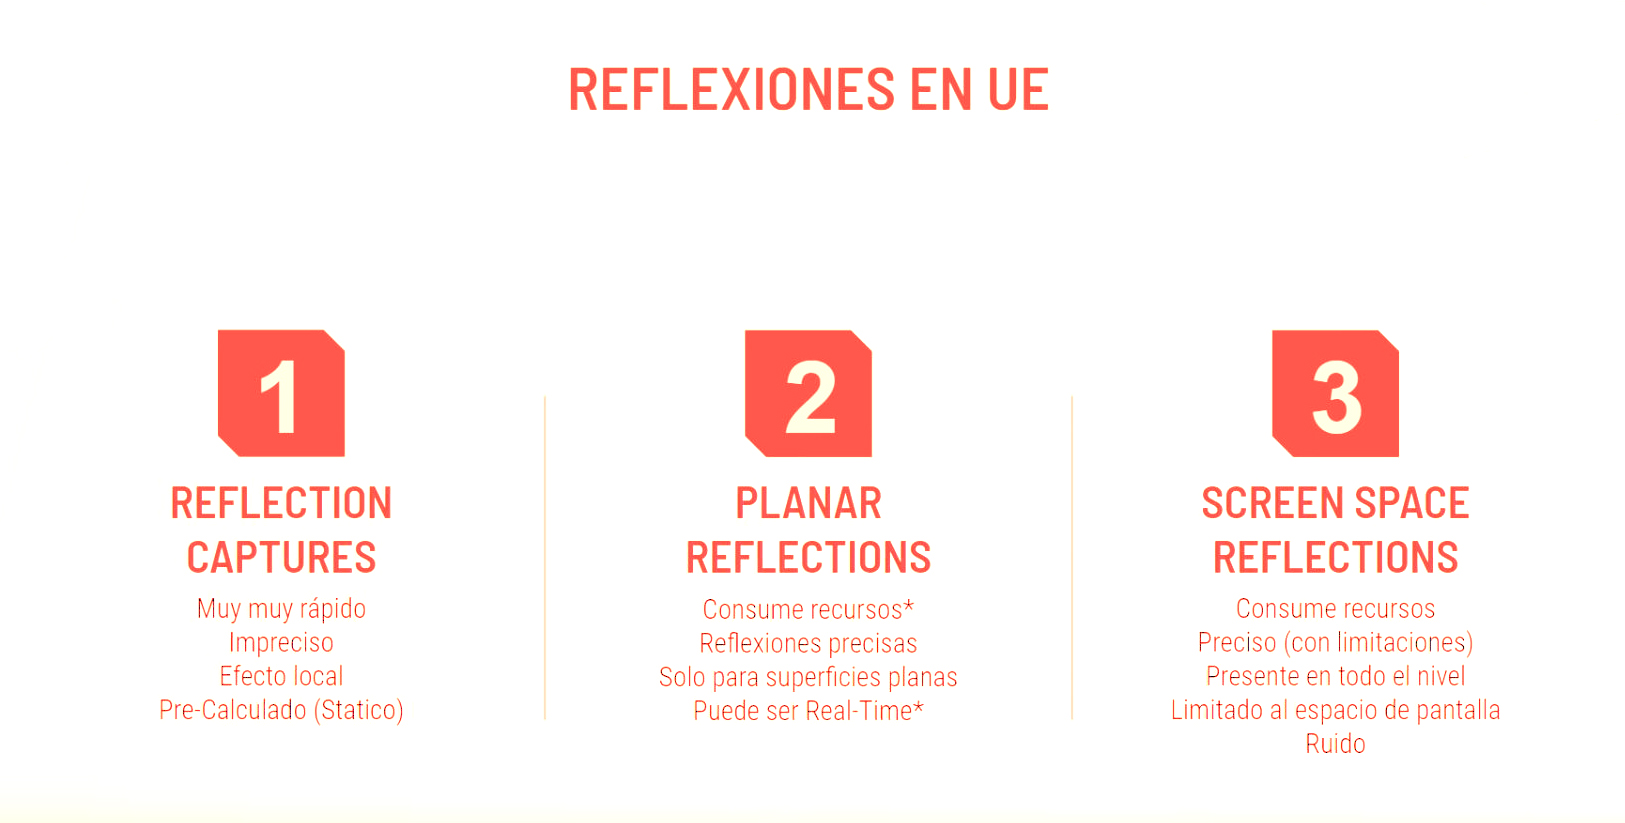 REFLEXIONES EN UE
1
REFLECTION
CAPTURES
Muy muy rápido
Impreciso
Efecto local
Pre-Calculado (Statico)
2
PLANAR
REFLECTIONS
Consume recursos*
Reflexiones precisas
Solo para superficies planas
Puede ser Real-Time*
3
SCREEN SPACE
REFLECTIONS
Consume recursos
Preciso (con limitaciones)
Presente en todo el nivel
Limitado al espacio de pantalla
Ruido